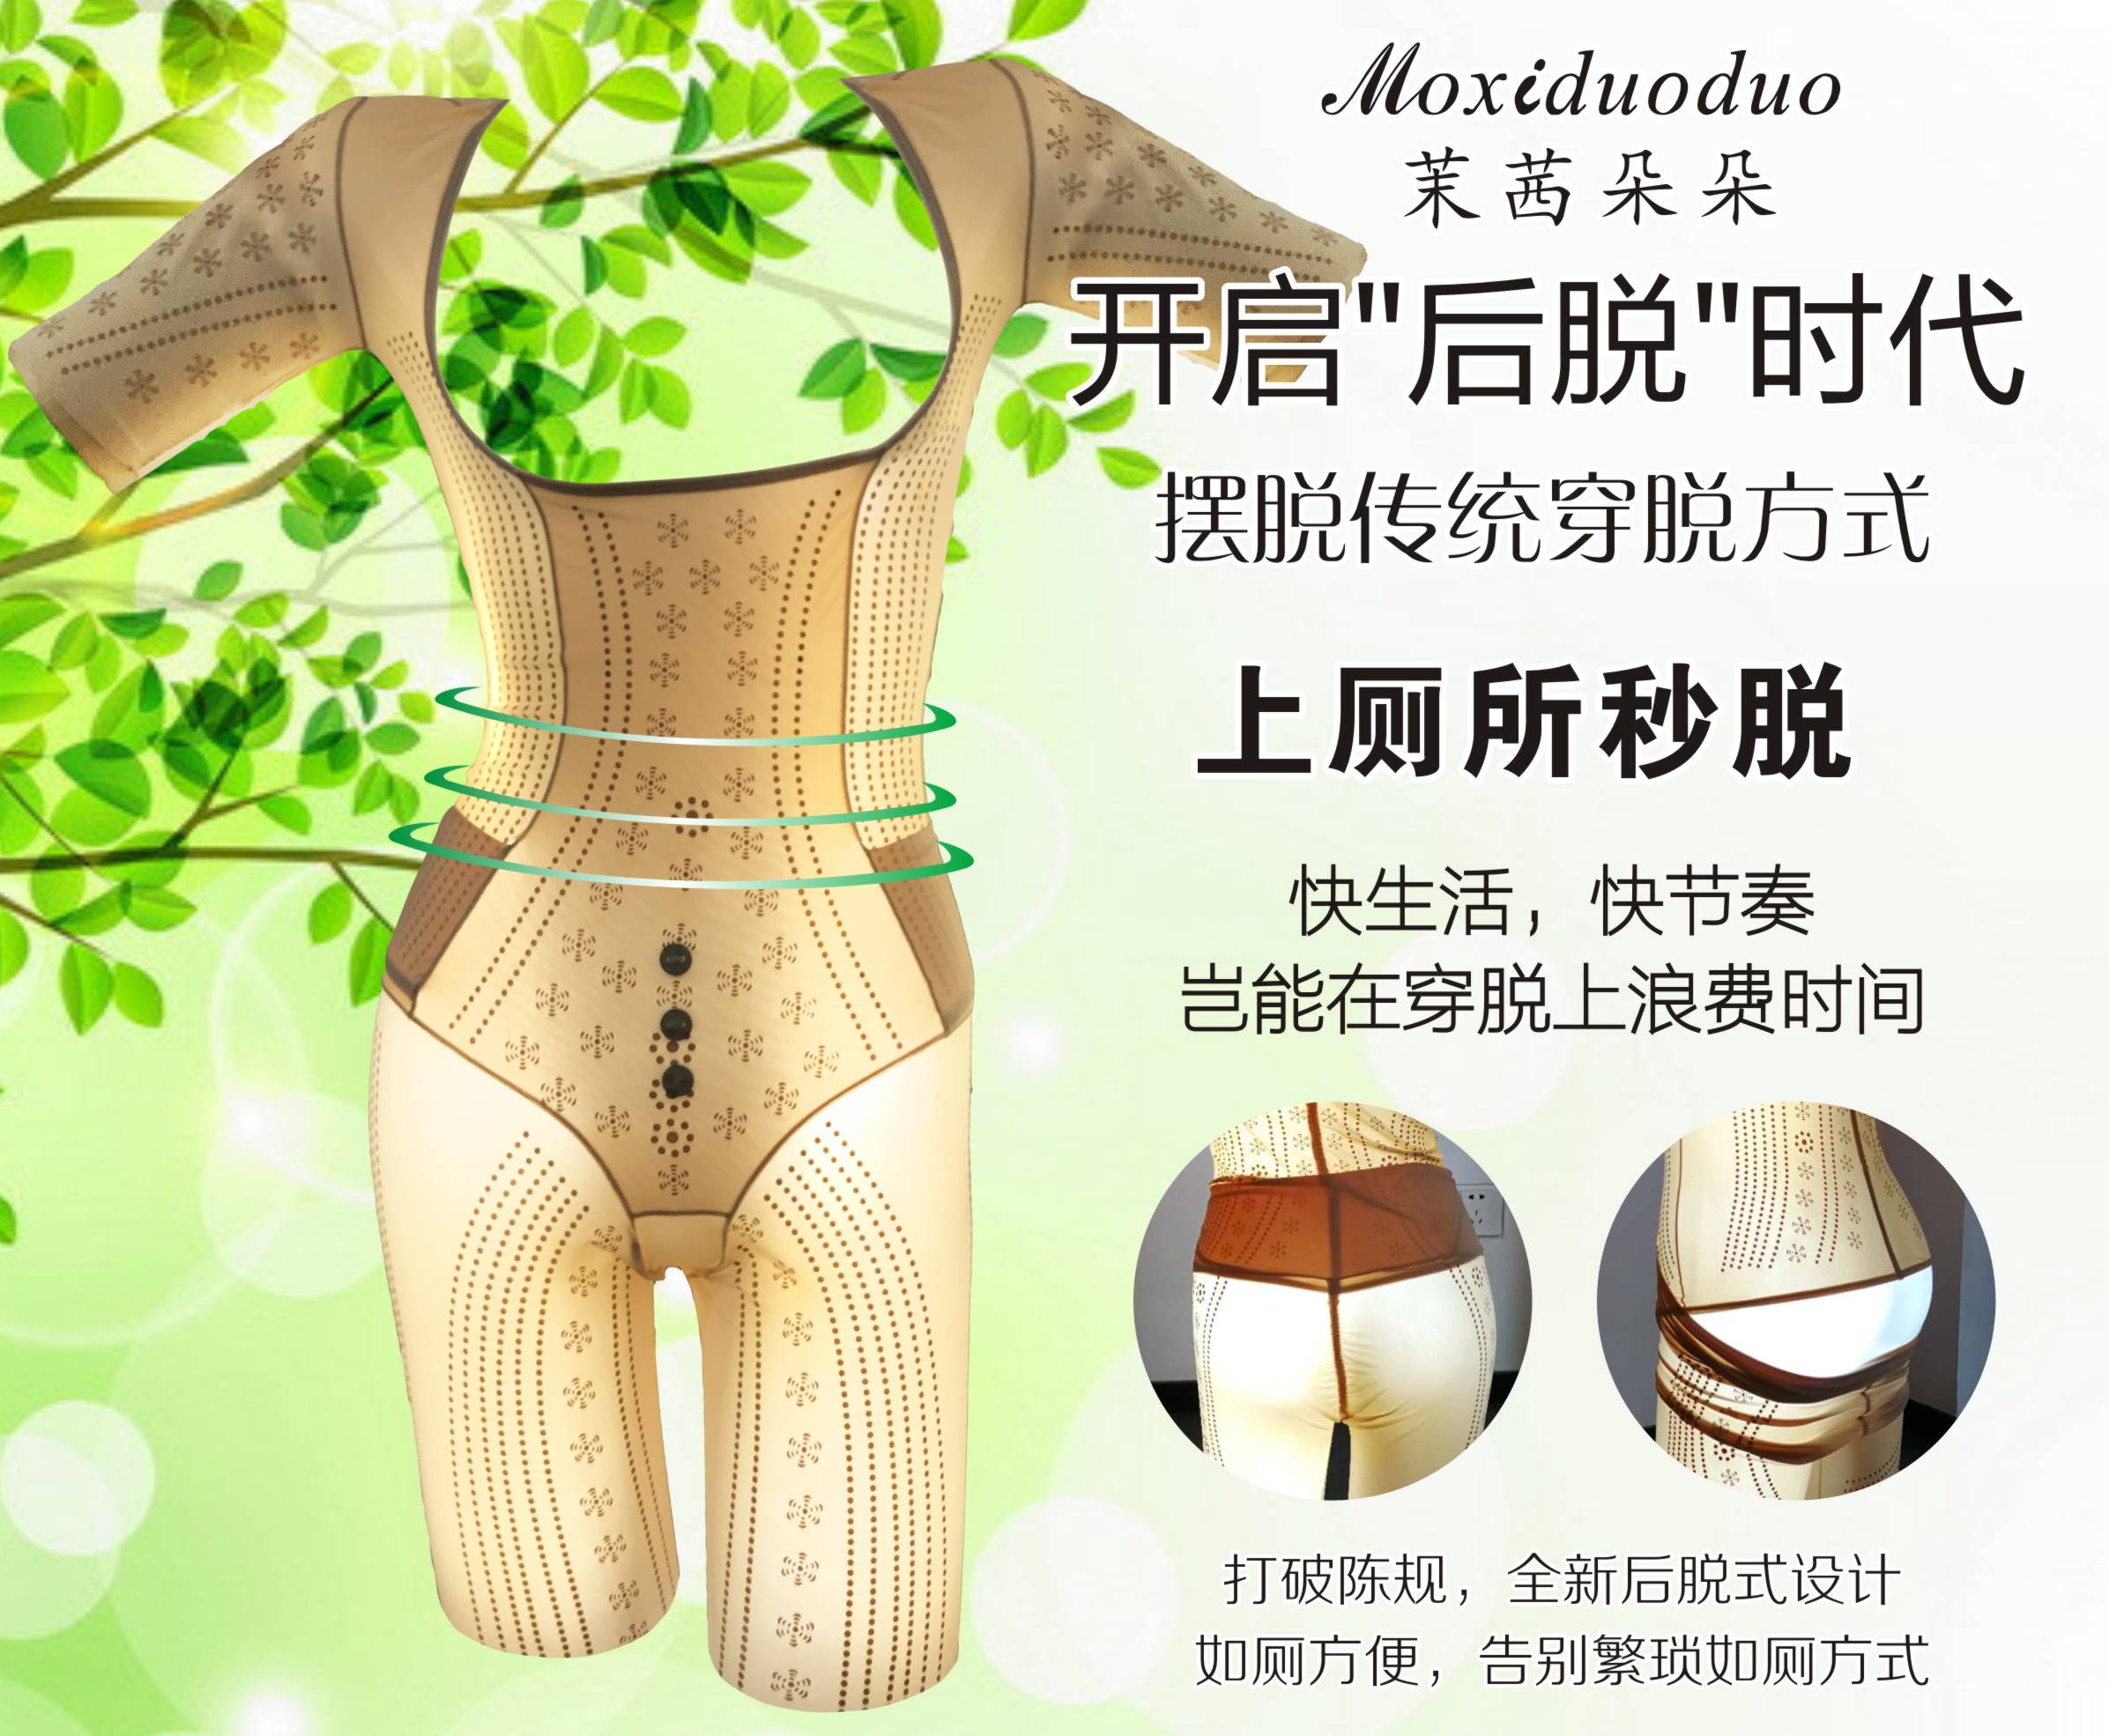 Moxiduoduo
茉茜朵朵
开启"后脱"时代
摆脱传统穿脱方式
上厕所秒脱
快生活，快节奏
岂能在穿脱上浪费时间
打破陈规，全新后脱式设计
如厕方便，告别繁琐如厕方式